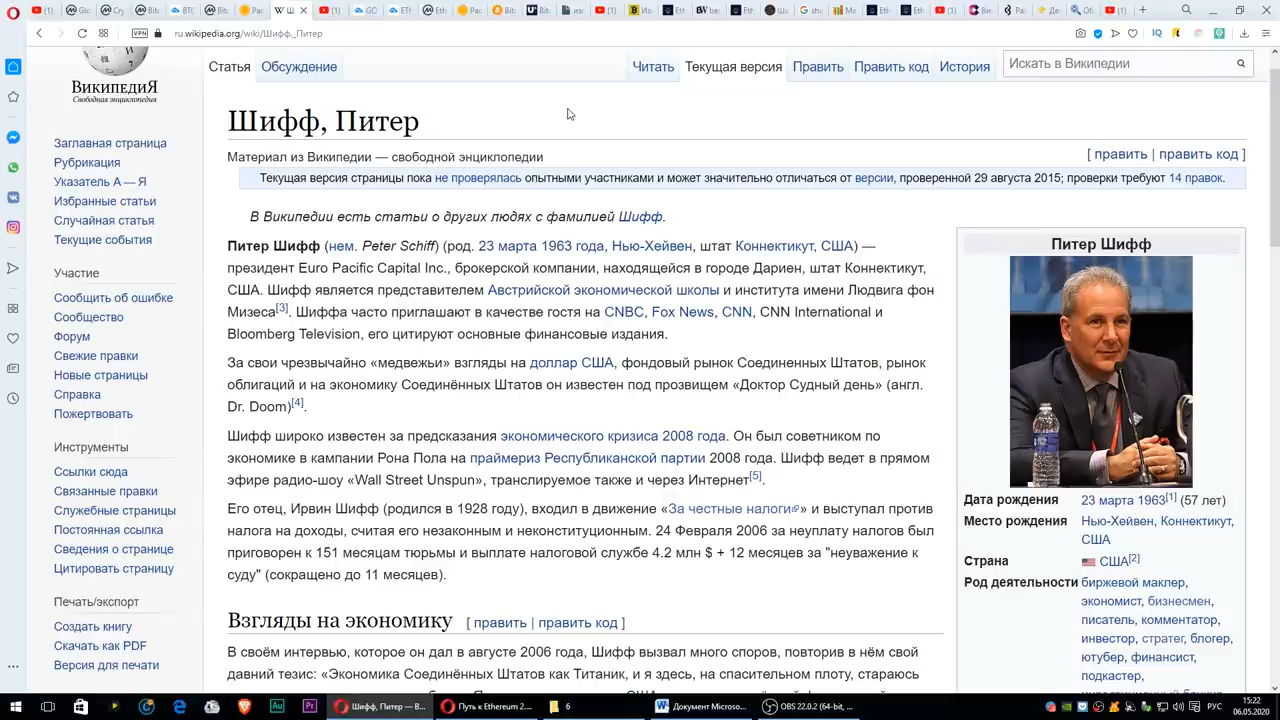 VPN
ru.wikipedia.org/wiki/Шифф,_Питер
ВикипедиЯ
Свободная энциклопедия
Статья
Обсуждение
Читать
Текущая версия
Править
Править код
История
Искать в Википедии
Шифф, Питер
[ править | править код ]
Материал из Википедии — свободной энциклопедии
Текущая версия страницы пока не проверялась опытными участниками и может значительно отличаться от версии, проверенной 29 августа 2015; проверки требуют 14 правок.
В Википедии есть статьи о других людях с фамилией Шифф.
Питер Шифф (нем. Peter Schiff) (род. 23 марта 1963 года, Нью-Хейвен, штат Коннектикут, США) —
президент Euro Pacific Capital Inc., брокерской компании, находящейся в городе Дариен, штат Коннектикут,
США. Шифф является представителем Австрийской экономической школы и института имени Людвига фон
Мизеса[3]. Шиффа часто приглашают в качестве гостя на CNBC, Fox News, CNN, CNN International и
Bloomberg Television, его цитируют основные финансовые издания.
За свои чрезвычайно «медвежьи» взгляды на доллар США, фондовый рынок Соединенных Штатов, рынок
облигаций и на экономику Соединённых Штатов он известен под прозвищем «Доктор Судный день» (англ.
Dr. Doom)[4].
Шифф широко известен за предсказания экономического кризиса 2008 года. Он был советником по
экономике в кампании Рона Пола на праймериз Республиканской партии 2008 года. Шифф ведет в прямом
эфире радио-шоу «Wall Street Unspun», транслируемое также и через Интернет[5].
Его отец, Ирвин Шифф (родился в 1928 году), входил в движение «За честные налоги» и выступал против
налога на доходы, считая его незаконным и неконституционным. 24 Февраля 2006 за неуплату налогов был
приговорен к 151 месяцам тюрьмы и выплате налоговой службе 4.2 млн $ + 12 месяцев за "неуважение к
суду" (сокращено до 11 месяцев).
Взгляды на экономику [ править | править код ]
В своём интервью, которое он дал в августе 2006 года, Шифф вызвал много споров, повторив в нём свой
давний тезис: «Экономика Соединённых Штатов как Титаник, и я здесь, на спасительном плоту, стараюсь
Питер Шифф
Дата рождения 23 марта 1963[1] (57 лет)
Место рождения Нью-Хейвен, Коннектикут,
США
Страна США[2]
Род деятельности биржевой маклер,
экономист, бизнесмен,
писатель, комментатор,
инвестор, стратег, блогер,
ютубер, финансист,
подкастер,
Заглавная страница
Рубрикация
Указатель А — Я
Избранные статьи
Случайная статья
Текущие события
Участие
Сообщить об ошибке
Сообщество
Форум
Свежие правки
Новые страницы
Справка
Пожертвовать
Инструменты
Ссылки сюда
Связанные правки
Служебные страницы
Постоянная ссылка
Сведения о странице
Цитировать страницу
Печать/экспорт
Создать книгу
Скачать как PDF
Версия для печати
Au
Pr
Шифф, Питер — В...
Путь к Ethereum 2....
6
Документ Microso...
OBS 22.0.2 (64-bit, ...
РУС
15:22
06.05.2020